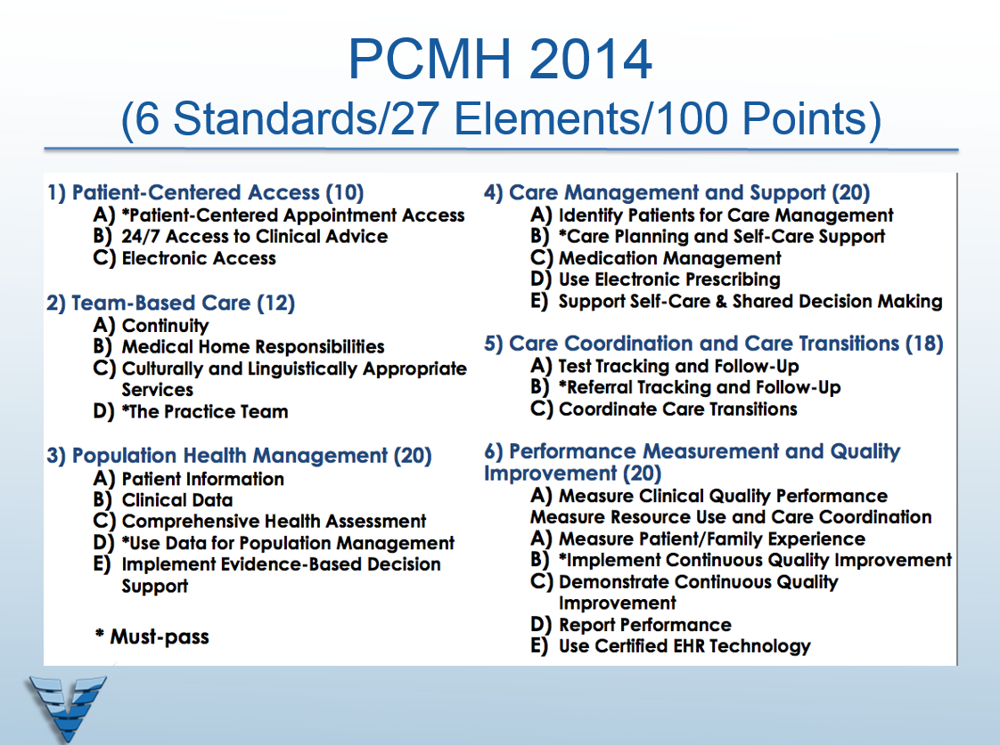 PCMH 2014
(6 Standards/27 Elements/100 Points)
1) Patient-Centered Access (10)
A) *Patient-Centered Appointment Access
B) 24/7 Access to Clinical Advice
C) Electronic Access
2) Team-Based Care (12)
A) Continuity
B) Medical Home Responsibilities
C) Culturally and Linguistically Appropriate
Services
D) *The Practice Team
3) Population Health Management (20)
A) Patient Information
B) Clinical Data
C) Comprehensive Health Assessment
D) *Use Data for Population Management
E) Implement Evidence-Based Decision
Support
* Must-pass
4) Care Management and Support (20)
A) Identify Patients for Care Management
B) *Care Planning and Self-Care Support
C) Medication Management
D) Use Electronic Prescribing
E) Support Self-Care & Shared Decision Making
5) Care Coordination and Care Transitions (18)
A) Test Tracking and Follow-Up
B) *Referral Tracking and Follow-Up
C) Coordinate Care Transitions
6) Performance Measurement and Quality
Improvement (20)
A) Measure Clinical Quality Performance
Measure Resource Use and Care Coordination
A) Measure Patient/Family Experience
B) *Implement Continuous Quality Improvement
C) Demonstrate Continuous Quality
Improvement
D) Report Performance
E) Use Certified EHR Technology